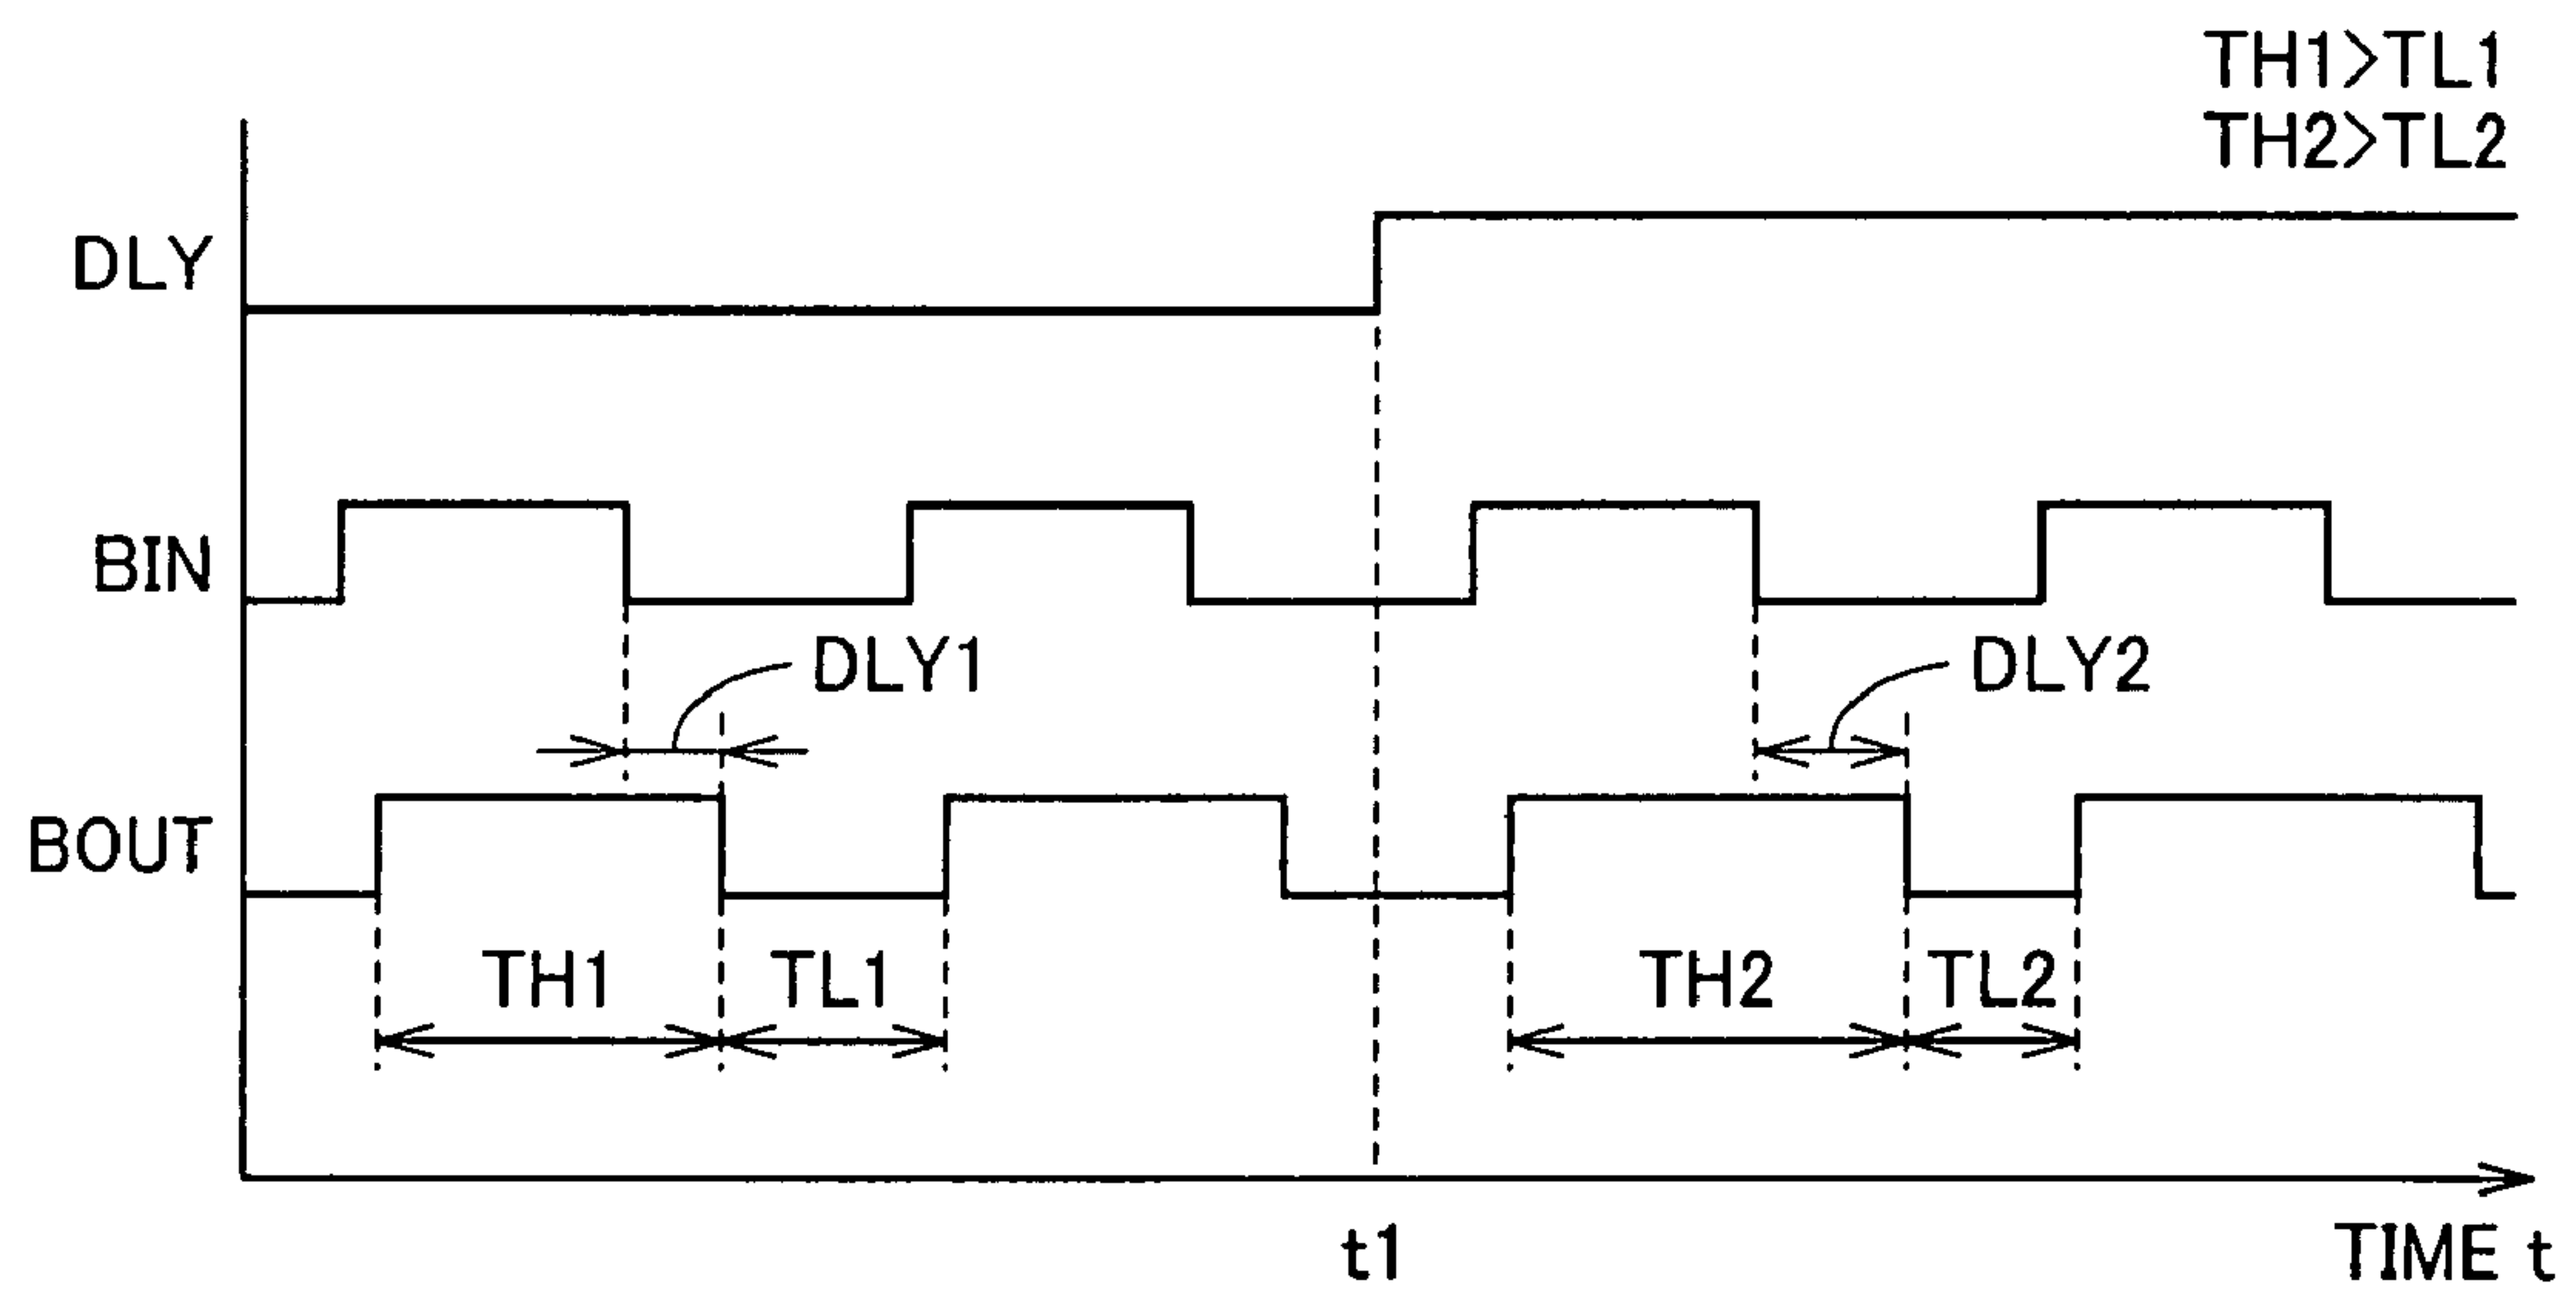 TH1>TL1
TH2>TL2
DLY
BIN
DLY1
DLY2
BOUT
TH1
TL1
TH2
TL2
t1
TIME t